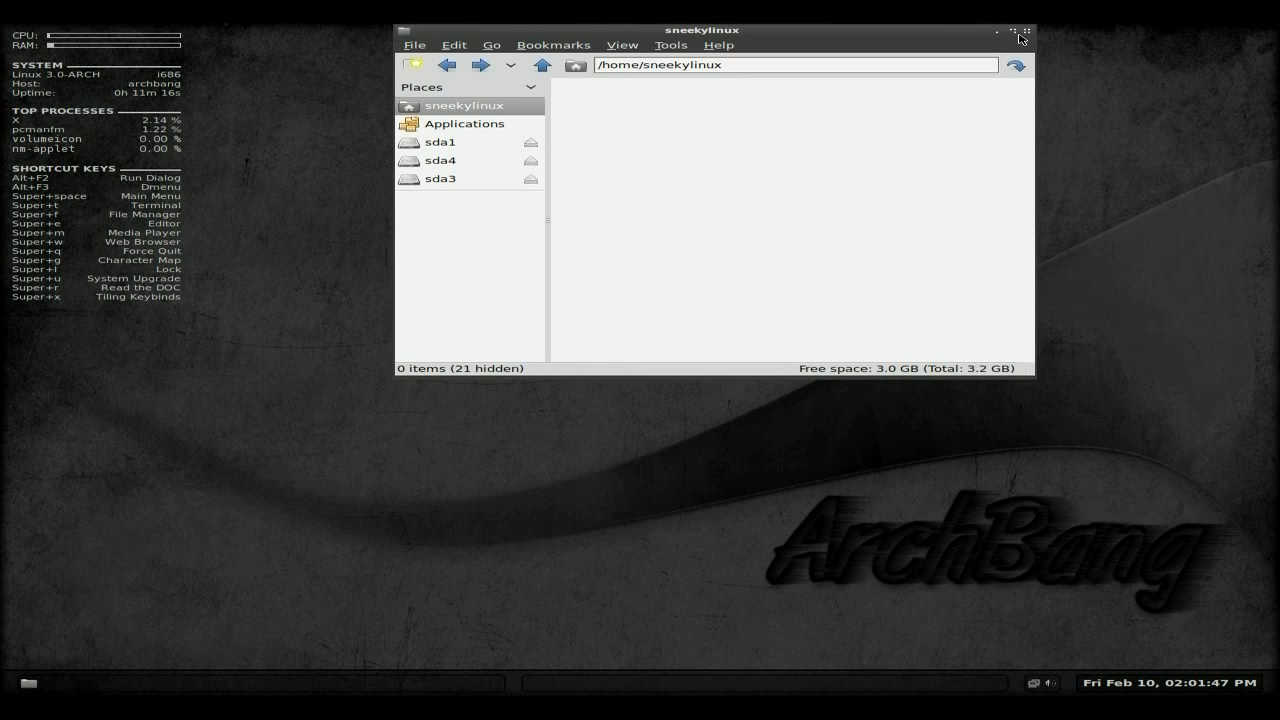 CPU:
RAM:
SYSTEM
Linux 3.0-ARCH i686
Host: archbang
Uptime: 0h 11m 16s
TOP PROCESSES
X 2.14 %
pcmanfm 1.22 %
volumeicon 0.00 %
nm-applet 0.00 %
SHORTCUT KEYS
Alt+F2 Run Dialog
Alt+F3 Dmenu
Super+space Main Menu
Super+t Terminal
Super+f File Manager
Super+e Editor
Super+m Media Player
Super+w Web Browser
Super+q Force Quit
Super+g Character Map
Super+l Lock
Super+u System Upgrade
Super+r Read the DOC
Super+x Tiling Keybinds
sneekylinux
File Edit Go Bookmarks View Tools Help
/home/sneekylinux
Places
sneekylinux
Applications
sda1
sda4
sda3
0 items (21 hidden) Free space: 3.0 GB (Total: 3.2 GB)
ArchBang
Fri Feb 10, 02:01:47 PM